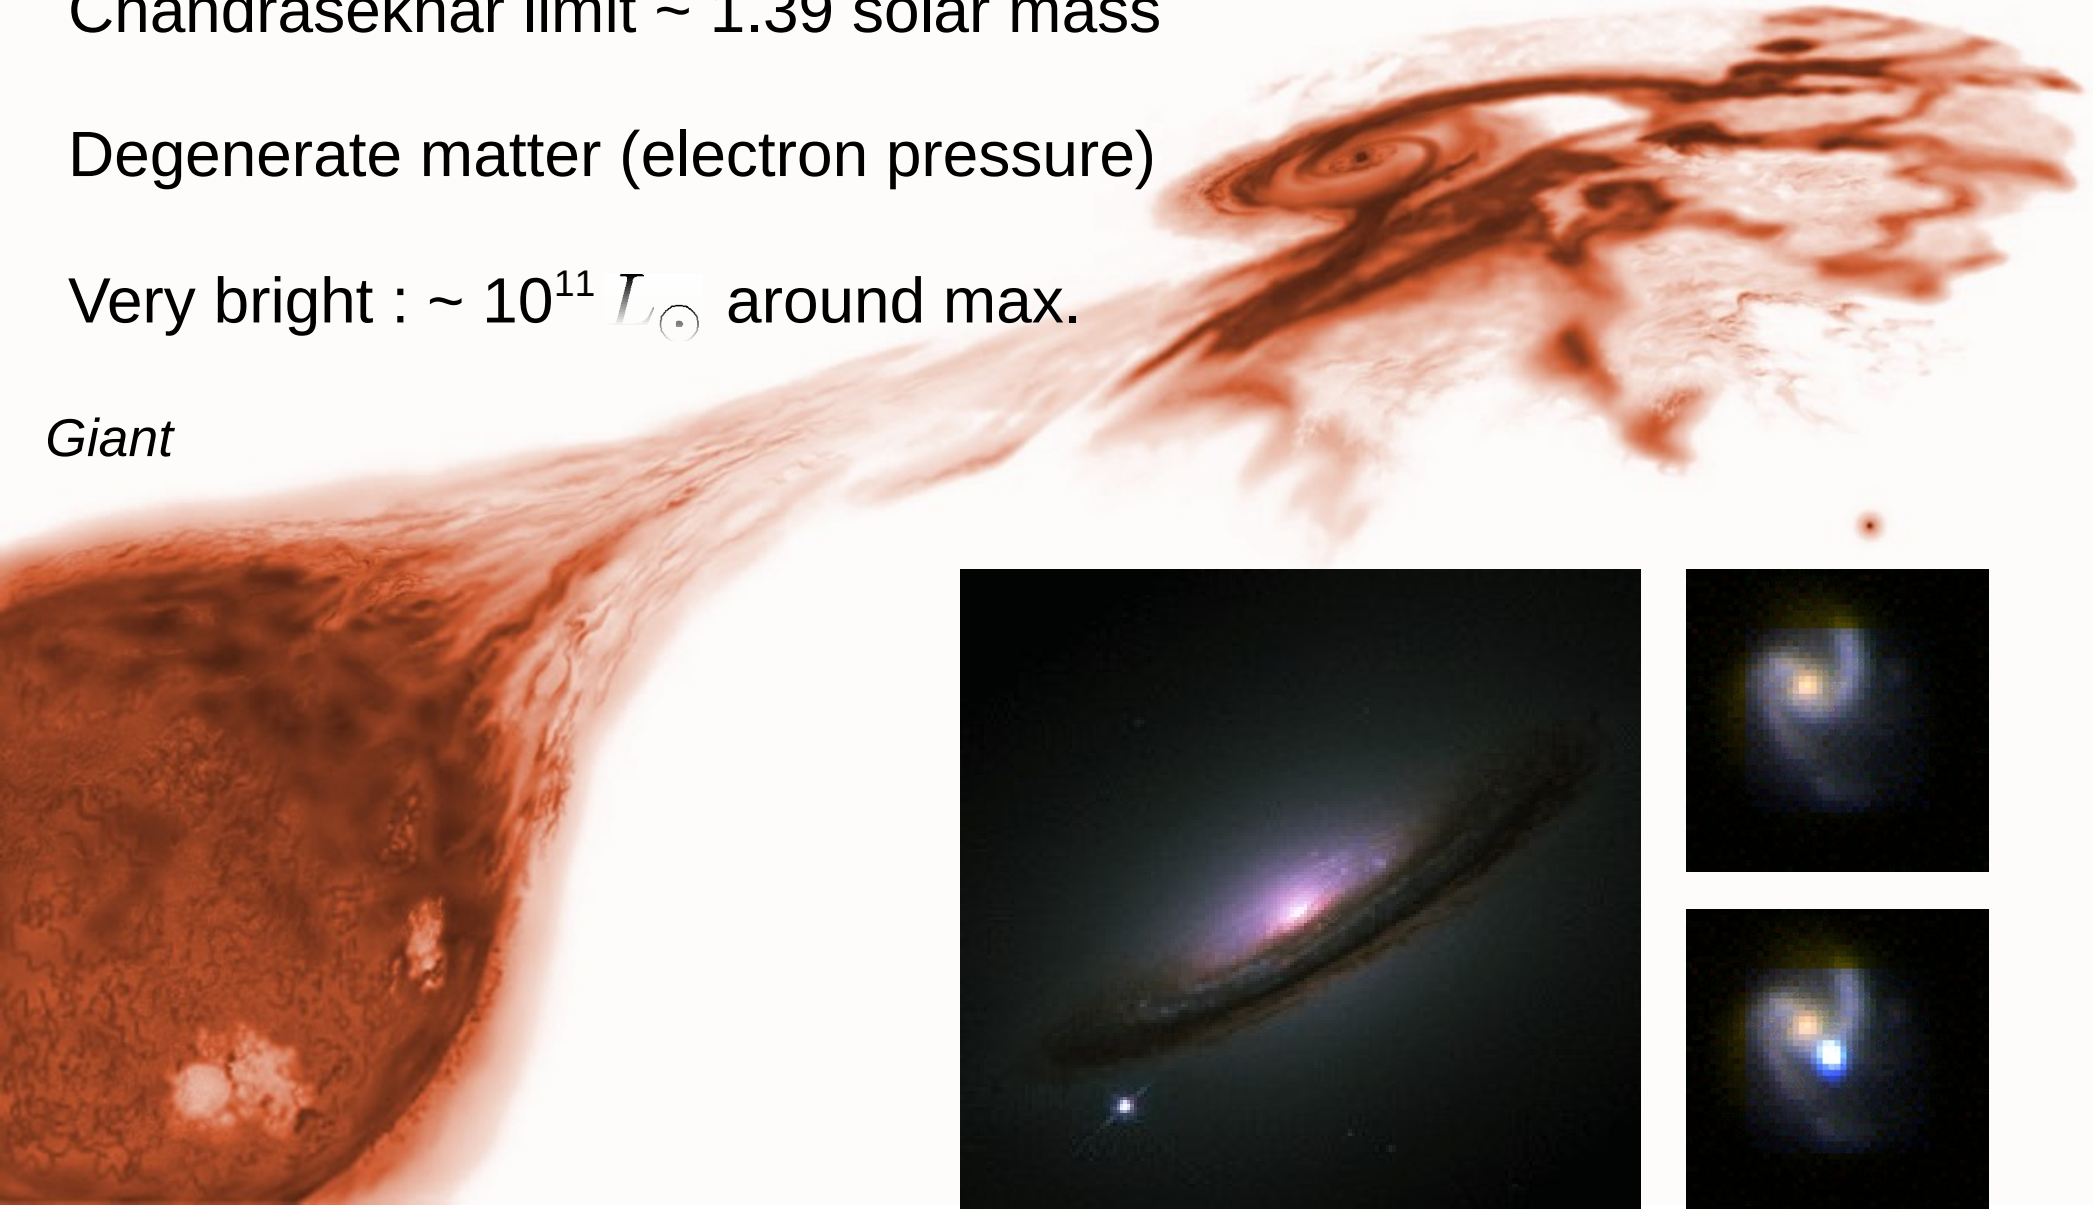 Chandrasekhar limit ~ 1.39 solar mass
Degenerate matter (electron pressure)
Very bright : ~ 10¹¹ L☉ around max.
Giant